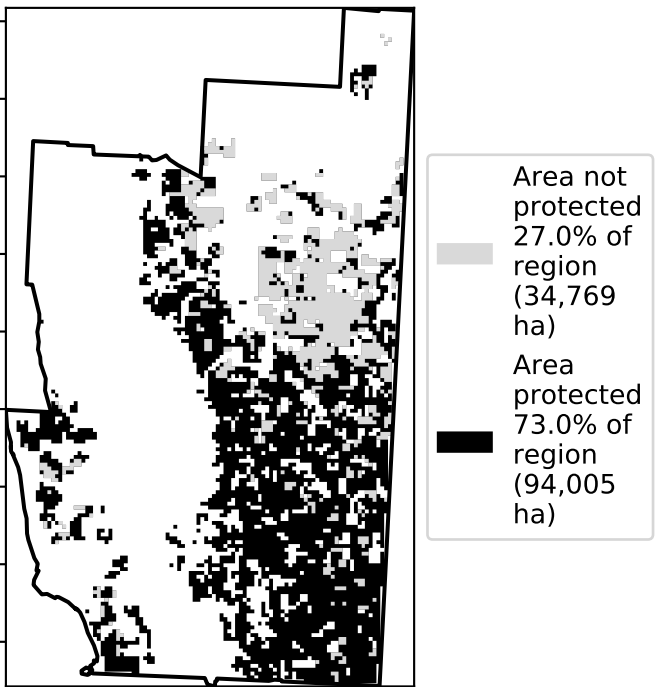 Area not
protected
27.0% of
region
(34,769
ha)
Area
protected
73.0% of
region
(94,005
ha)